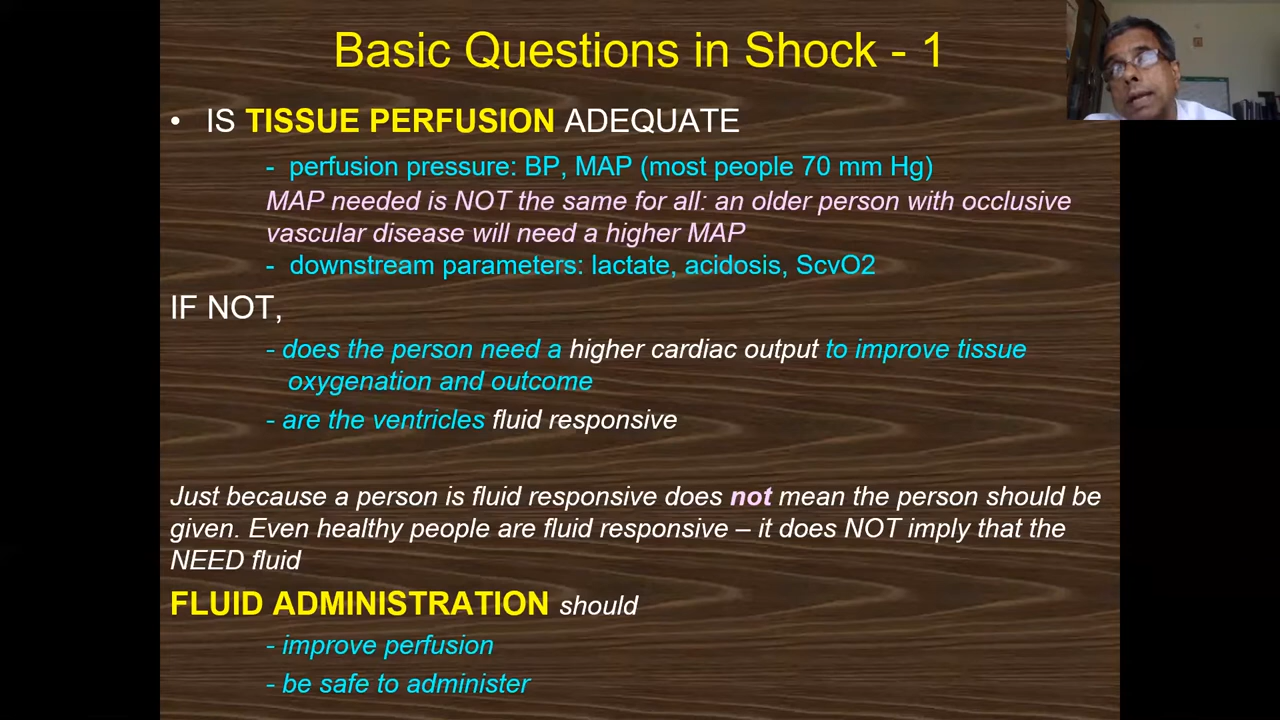 Basic Questions in Shock - 1
• IS TISSUE PERFUSION ADEQUATE
- perfusion pressure: BP, MAP (most people 70 mm Hg)
MAP needed is NOT the same for all: an older person with occlusive
vascular disease will need a higher MAP
- downstream parameters: lactate, acidosis, ScvO2
IF NOT,
- does the person need a higher cardiac output to improve tissue
oxygenation and outcome
- are the ventricles fluid responsive
Just because a person is fluid responsive does not mean the person should be
given. Even healthy people are fluid responsive – it does NOT imply that the
NEED fluid
FLUID ADMINISTRATION should
- improve perfusion
- be safe to administer